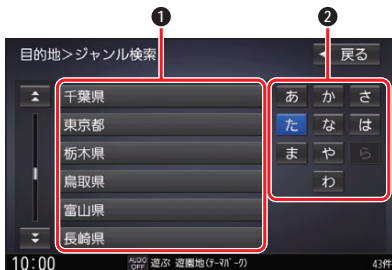 ❶ ❷
目的地>ジャンル検索 戻る
千葉県 あ か さ
東京都 た な は
栃木県 ま や ら
鳥取県 わ
富山県
長崎県
10:00 AUDIO OFF 遊ぶ 遊園地(テーマパーク) 43件